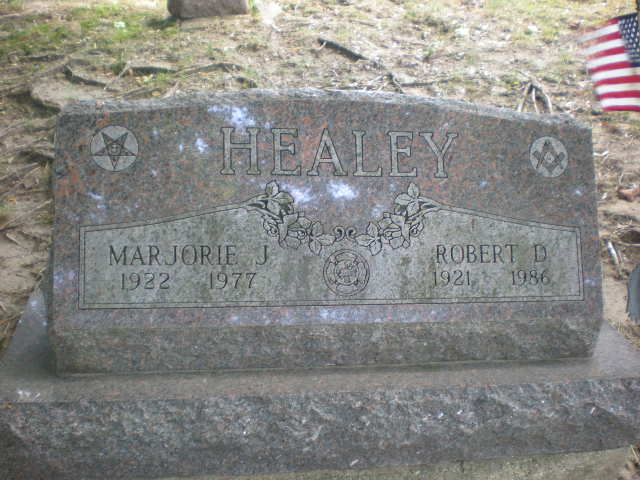 HEALEY
MARJORIE J
1922 1977
ROBERT D
1921 1986